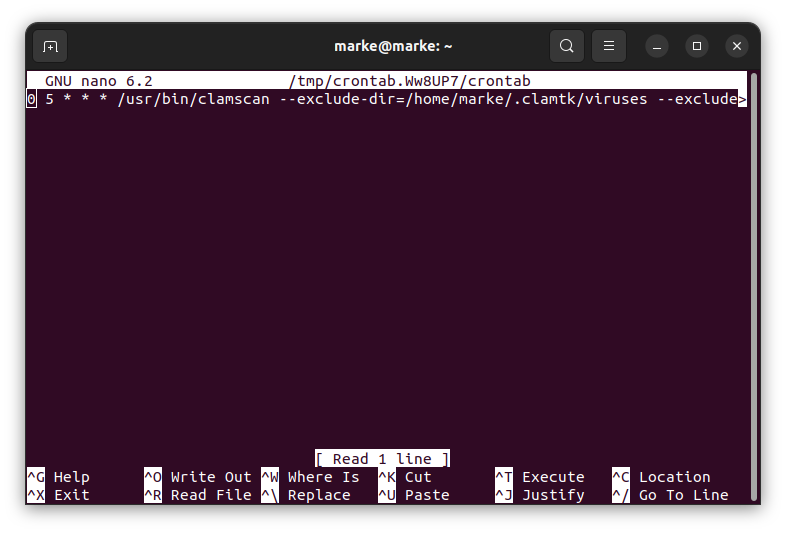 marke@marke: ~
GNU nano 6.2 /tmp/crontab.Ww8UP7/crontab
0 5 * * * /usr/bin/clamscan --exclude-dir=/home/marke/.clamtk/viruses --exclude>
[ Read 1 line ]
^G Help ^O Write Out ^W Where Is ^K Cut ^T Execute ^C Location
^X Exit ^R Read File ^\ Replace ^U Paste ^J Justify ^/ Go To Line